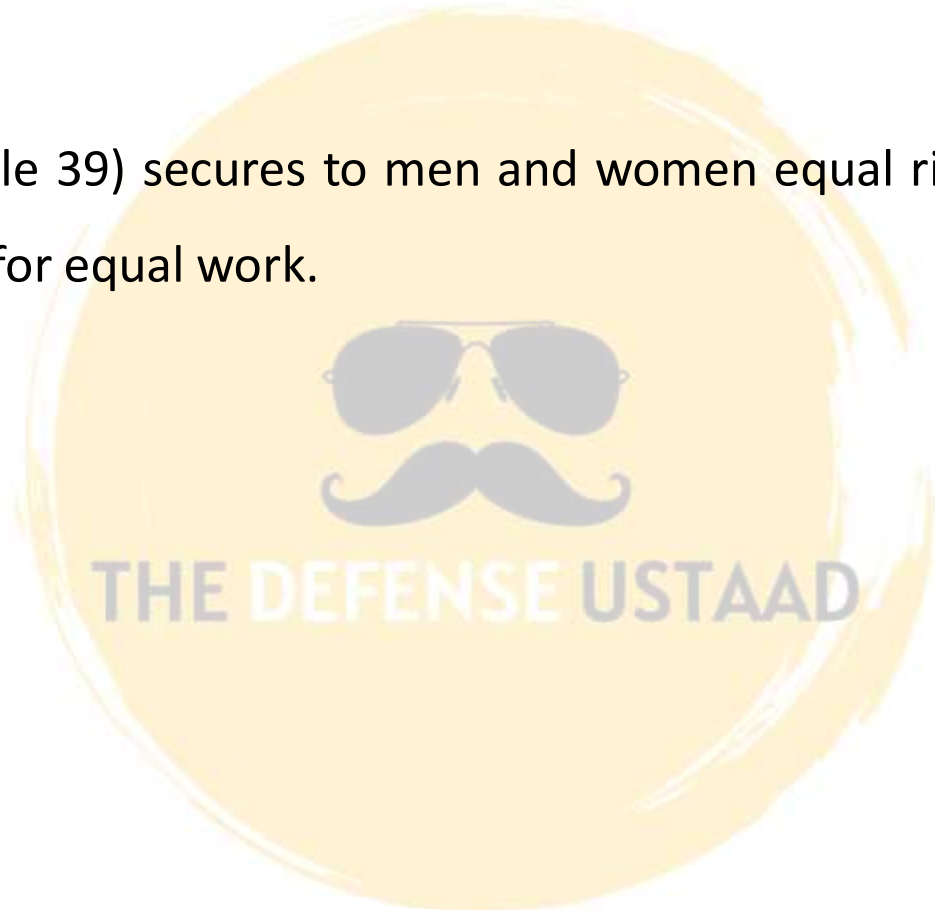 le 39) secures to men and women equal ri
for equal work.
THE DEFENSE USTAAD